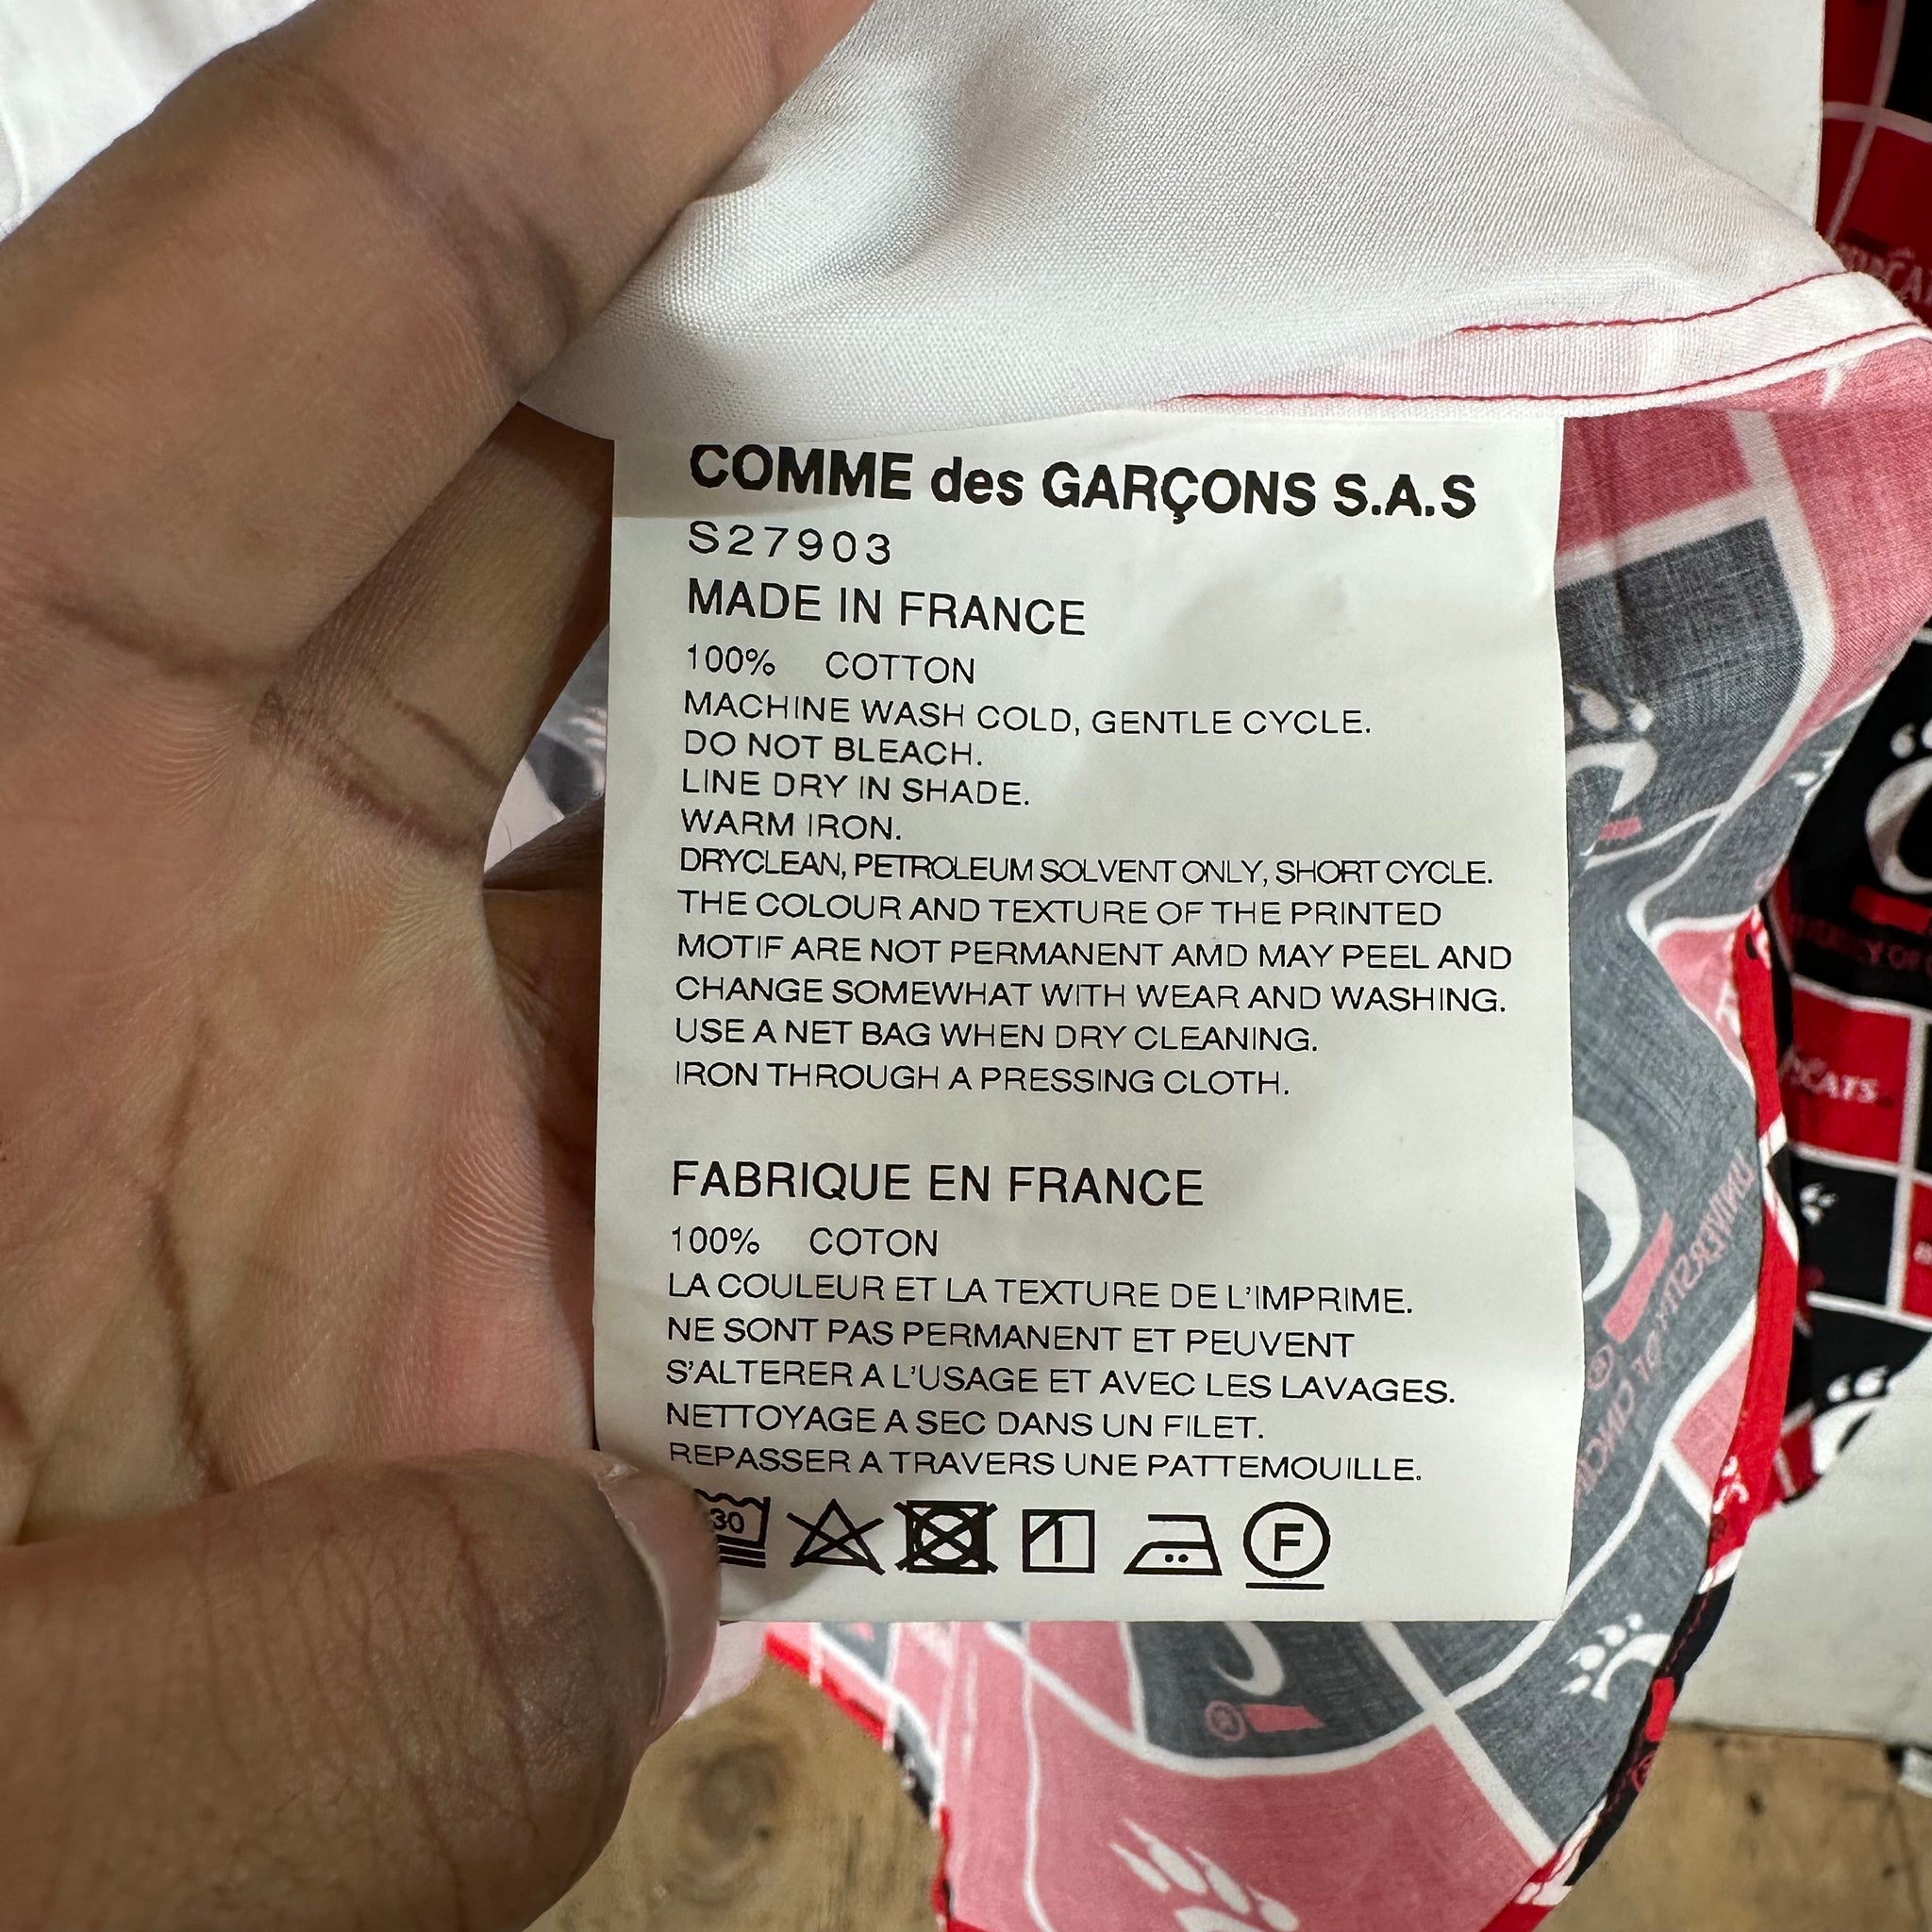 COMME des GARÇONS S.A.S
S27903
MADE IN FRANCE
100% COTTON
MACHINE WASH COLD, GENTLE CYCLE.
DO NOT BLEACH.
LINE DRY IN SHADE.
WARM IRON.
DRYCLEAN, PETROLEUM SOLVENT ONLY, SHORT CYCLE.
THE COLOUR AND TEXTURE OF THE PRINTED
MOTIF ARE NOT PERMANENT AMD MAY PEEL AND
CHANGE SOMEWHAT WITH WEAR AND WASHING.
USE A NET BAG WHEN DRY CLEANING.
IRON THROUGH A PRESSING CLOTH.
FABRIQUE EN FRANCE
100% COTON
LA COULEUR ET LA TEXTURE DE L'IMPRIME.
NE SONT PAS PERMANENT ET PEUVENT
S'ALTERER A L'USAGE ET AVEC LES LAVAGES.
NETTOYAGE A SEC DANS UN FILET.
REPASSER A TRAVERS UNE PATTEMOUILLE.
30 F